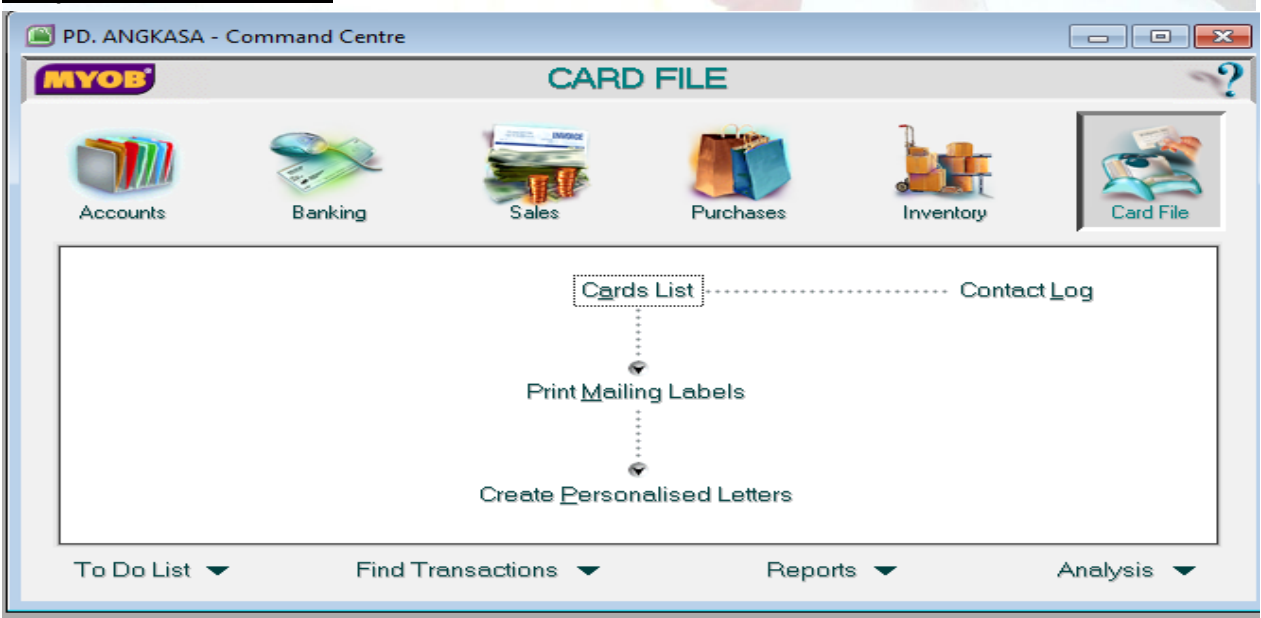 PD. ANGKASA - Command Centre
MYOB CARD FILE
INVOICE
Accounts Banking Sales Purchases Inventory Card File
Cards List Contact Log
Print Mailing Labels
Create Personalised Letters
To Do List Find Transactions Reports Analysis